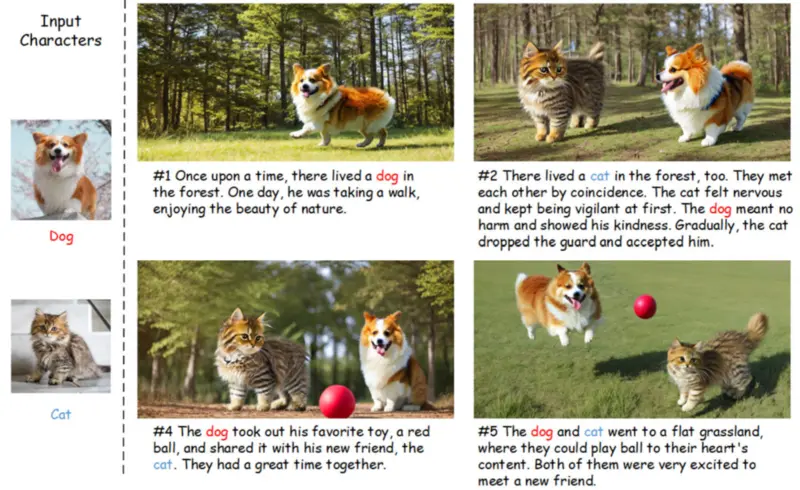 Input
Characters
Dog
Cat
#1 Once upon a time, there lived a dog in
the forest. One day, he was taking a walk,
enjoying the beauty of nature.
#2 There lived a cat in the forest, too. They met
each other by coincidence. The cat felt nervous
and kept being vigilant at first. The dog meant no
harm and showed his kindness. Gradually, the cat
dropped the guard and accepted him.
#4 The dog took out his favorite toy, a red
ball, and shared it with his new friend, the
cat. They had a great time together.
#5 The dog and cat went to a flat grassland,
where they could play ball to their heart's
content. Both of them were very excited to
meet a new friend.